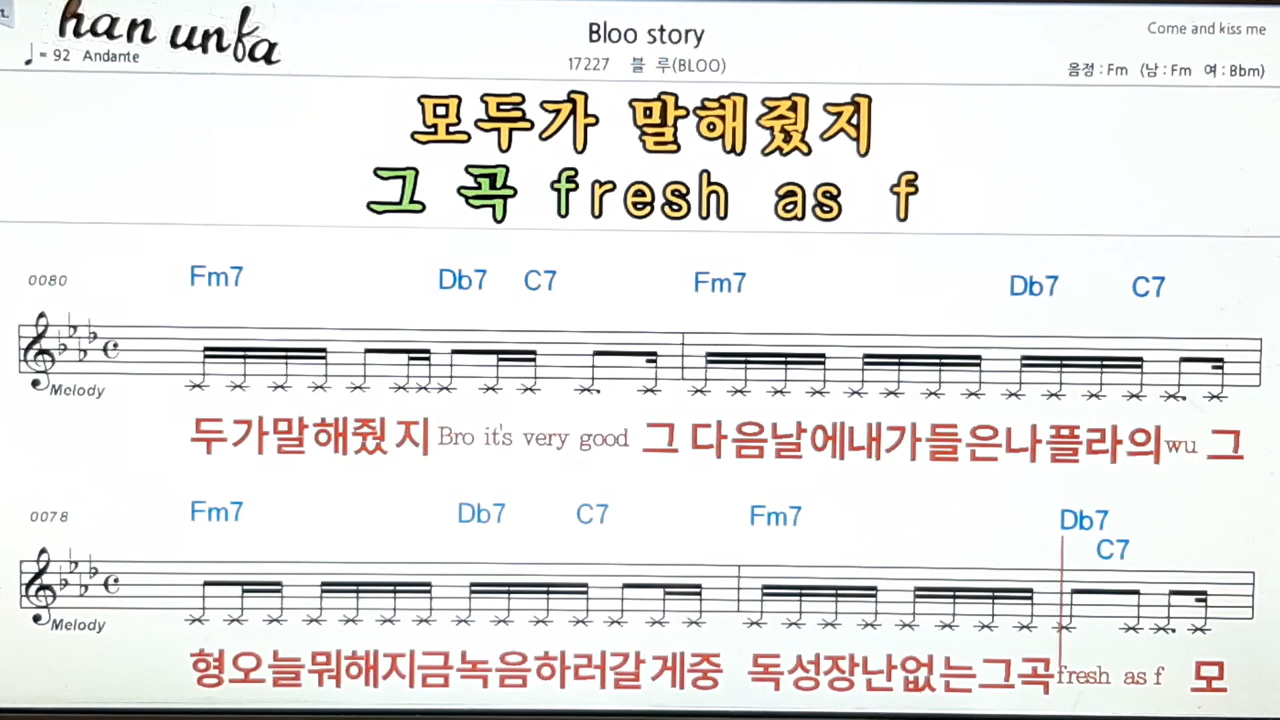 han unka
Bloo story
Come and kiss me
♩ = 92 Andante
17227 블 루(BLOO)
음정 : Fm (남 : Fm 여 : Bbm)
모두가 말해줬지
그 곡 fresh as f
0080
Fm7 Db7 C7 Fm7 Db7 C7
Melody
두가말해줬지 Bro it's very good 그 다음날에내가들은나플라의 wu 그
0078
Fm7 Db7 C7 Fm7 Db7 C7
Melody
형오늘뭐해지금녹음하러갈게중 독성장난없는그곡 fresh as f 모